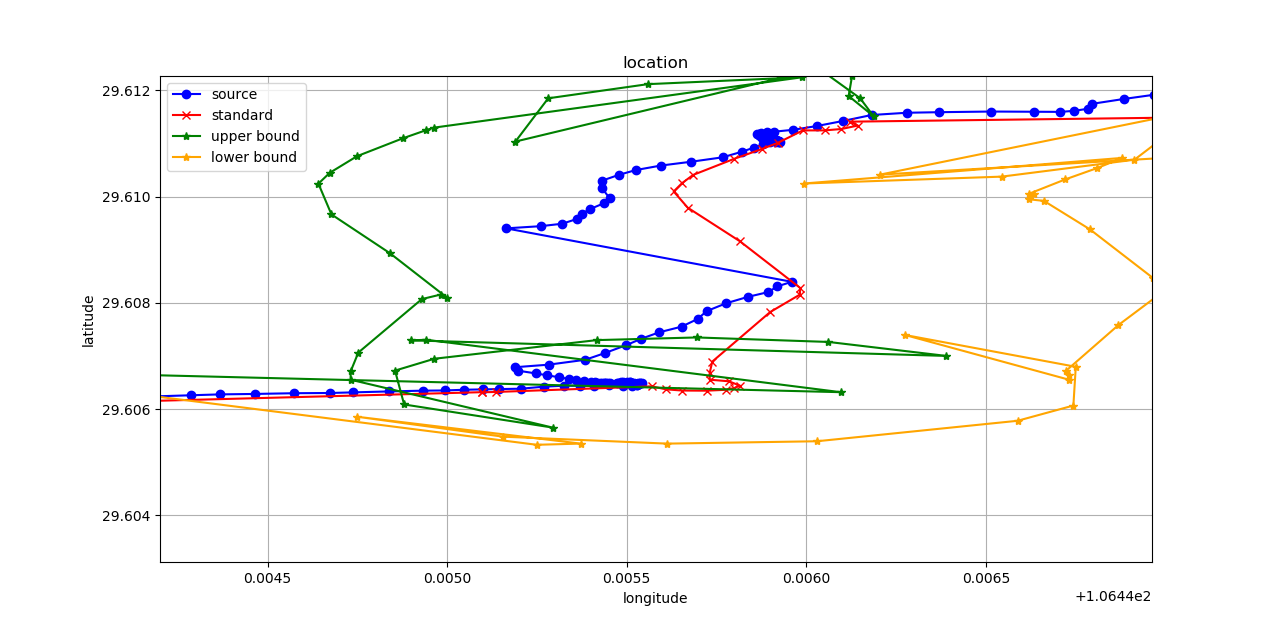 location
source
standard
upper bound
lower bound
29.612
29.610
29.608
29.606
29.604
latitude
0.0045 0.0050 0.0055 0.0060 0.0065
longitude
+1.0644e2